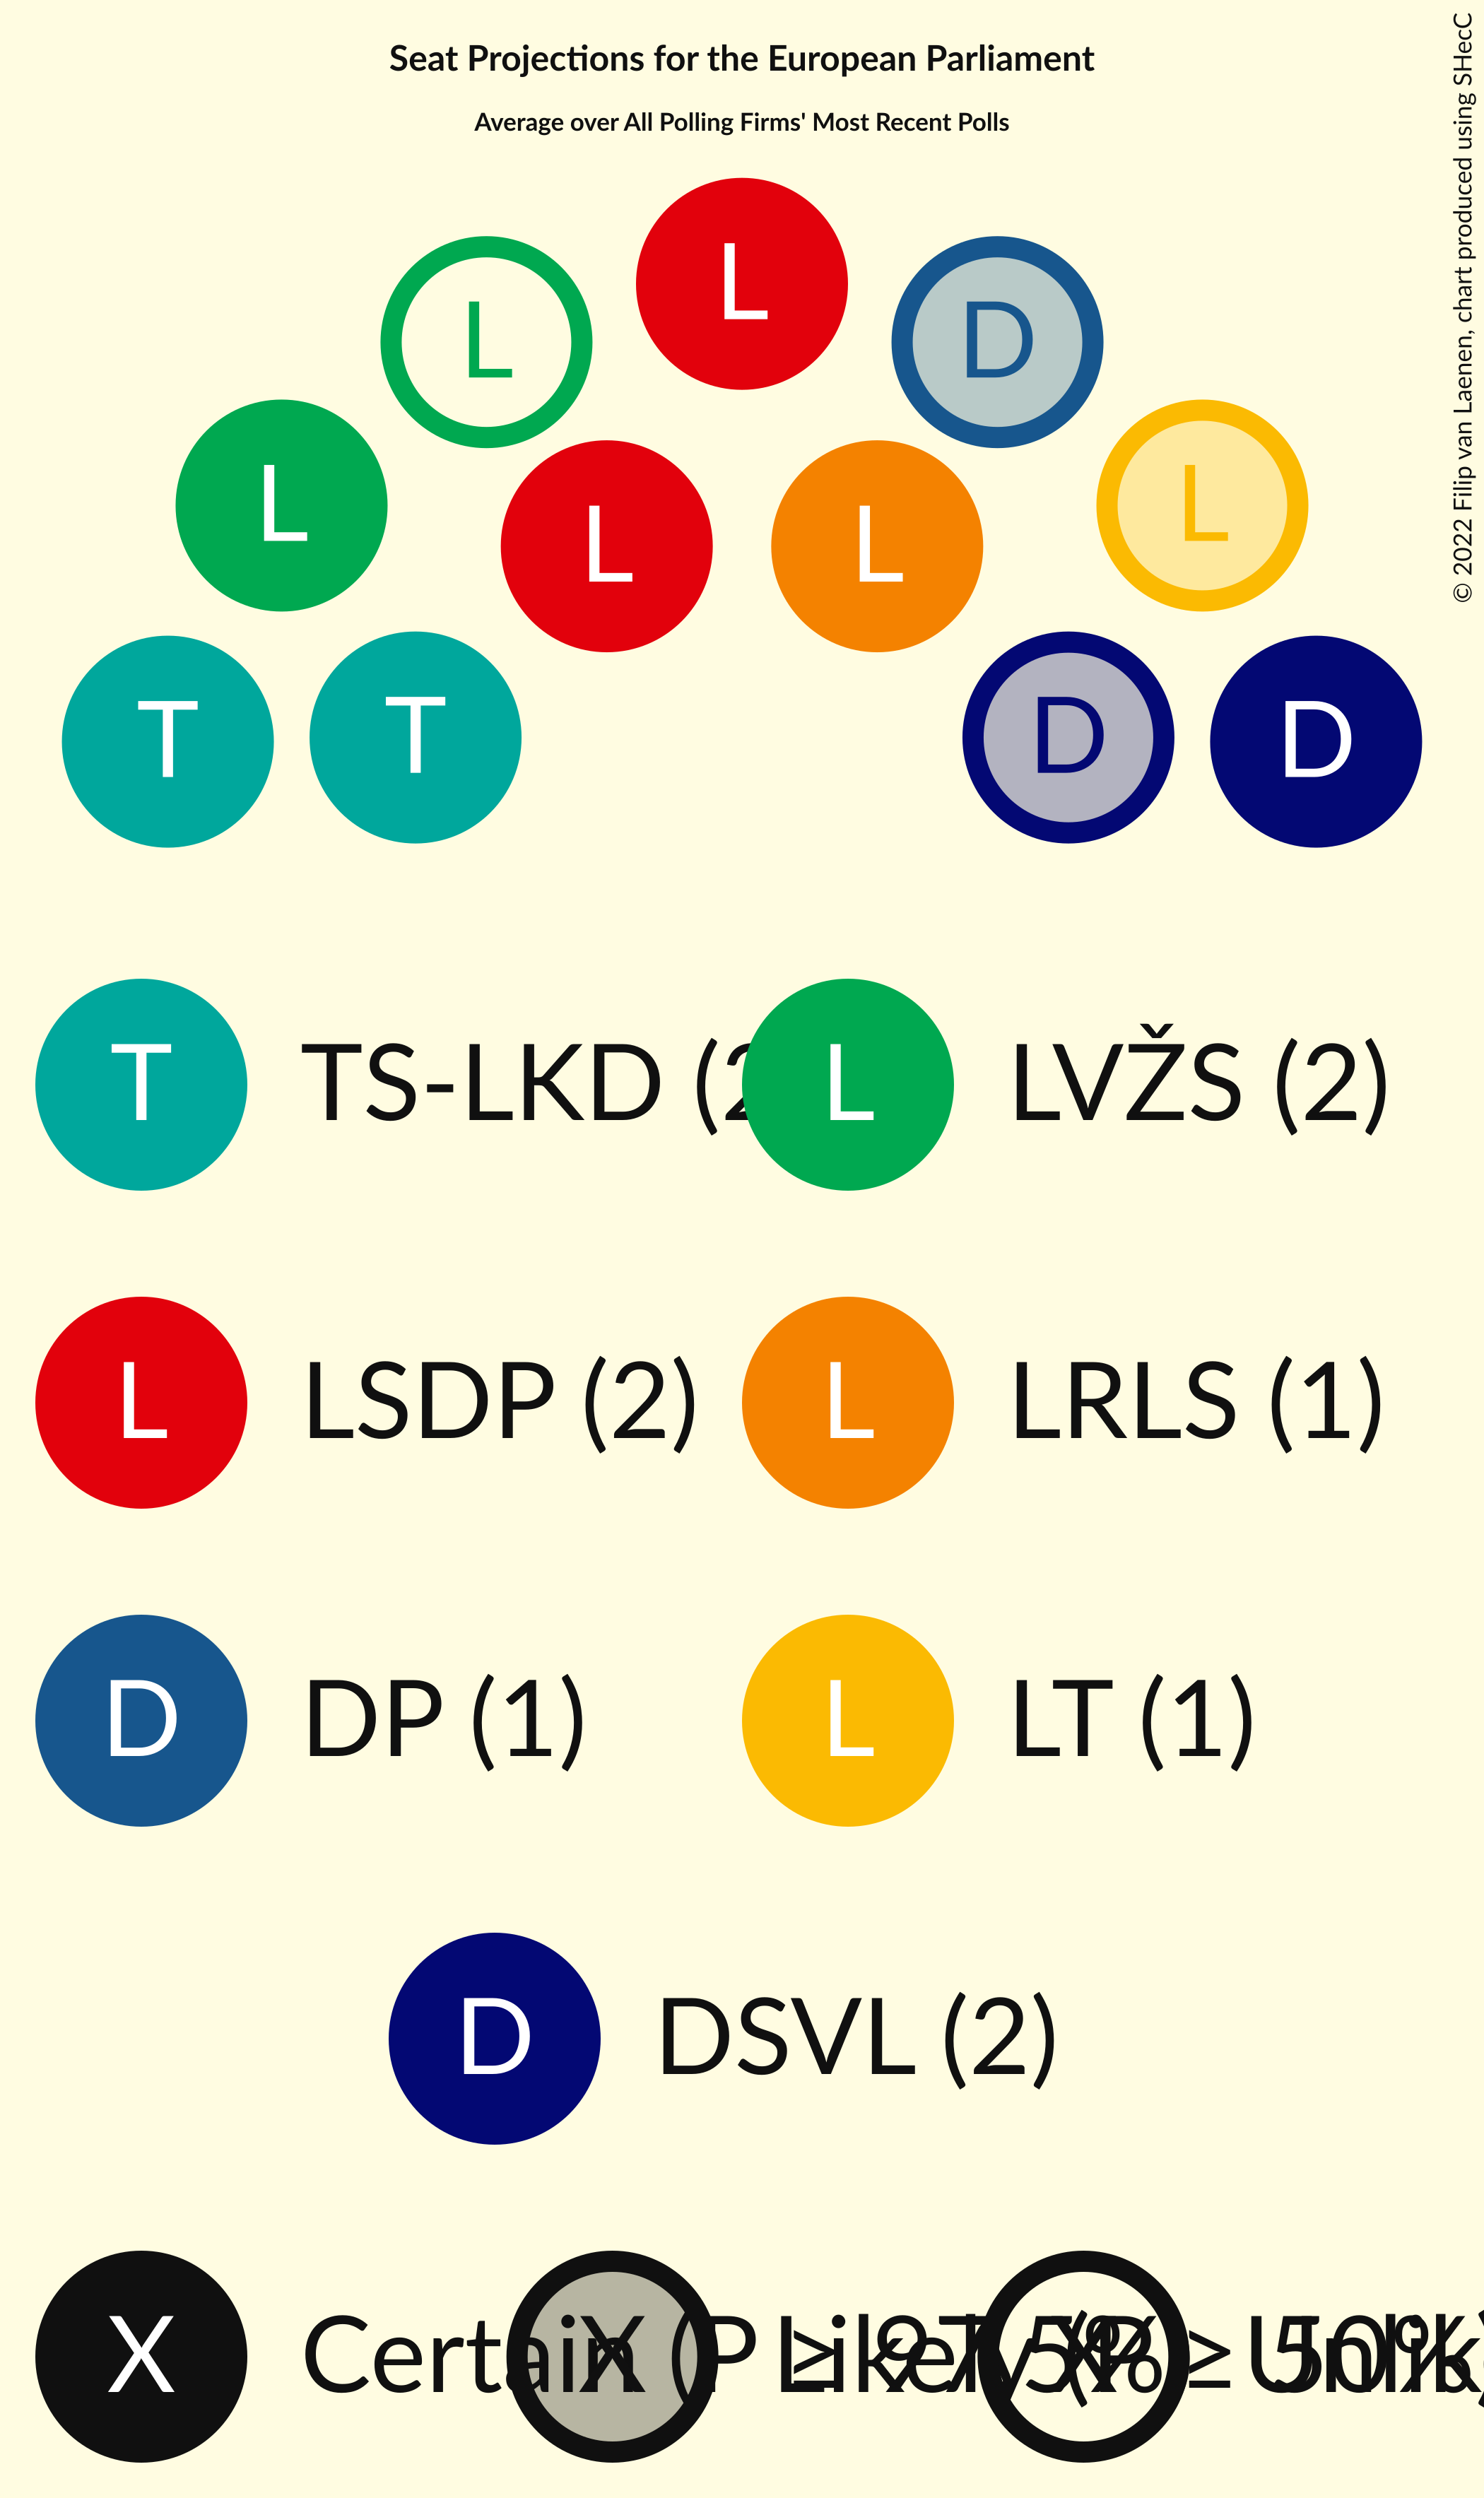 Seat Projections for the European Parliament
Average over All Polling Firms' Most Recent Polls
© 2022 Filip van Laenen, chart produced using SHecC
L
L D
L L
L L
T T D D
T TS-LKD (2 L LVŽS (2)
L LSDP (2) L LRLS (1)
D DP (1) L LT (1)
D DSVL (2)
X Certain X Likely X